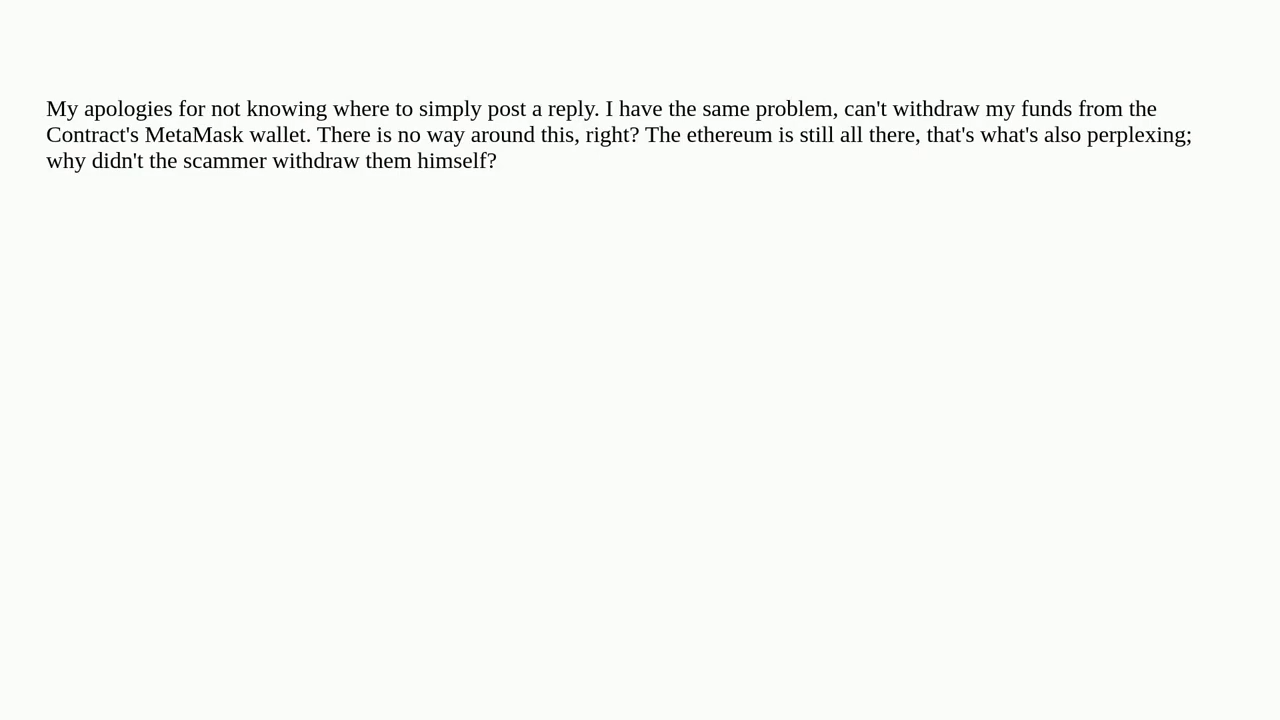 My apologies for not knowing where to simply post a reply. I have the same problem, can't withdraw my funds from the
Contract's MetaMask wallet. There is no way around this, right? The ethereum is still all there, that's what's also perplexing;
why didn't the scammer withdraw them himself?